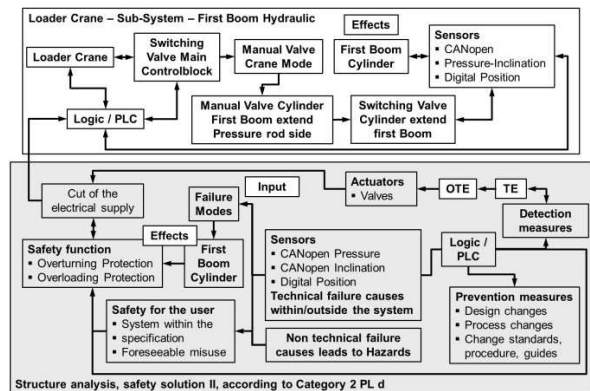 Loader Crane – Sub-System – First Boom Hydraulic
Loader Crane
Switching
Valve Main
Controlblock
Manual Valve
Crane Mode
Effects
First Boom
Cylinder
Sensors
▪ CANopen
▪ Pressure-Inclination
▪ Digital Position
Logic / PLC
Manual Valve Cylinder
First Boom extend
Pressure rod side
Switching Valve
Cylinder extend
first Boom
Cut of the
electrical supply
Failure
Modes
Input
Actuators
▪ Valves
OTE
TE
Detection
measures
Safety function
▪ Overturning Protection
▪ Overloading Protection
Effects
First
Boom
Cylinder
Sensors
▪ CANopen Pressure
▪ CANopen Inclination
▪ Digital Position
Technical failure causes
within/outside the system
Logic /
PLC
Safety for the user
▪ System within the
specification
▪ Foreseeable misuse
Non technical failure
causes leads to Hazards
Prevention measures
▪ Design changes
▪ Process changes
▪ Change standards,
procedure, guides
Structure analysis, safety solution II, according to Category 2 PL d